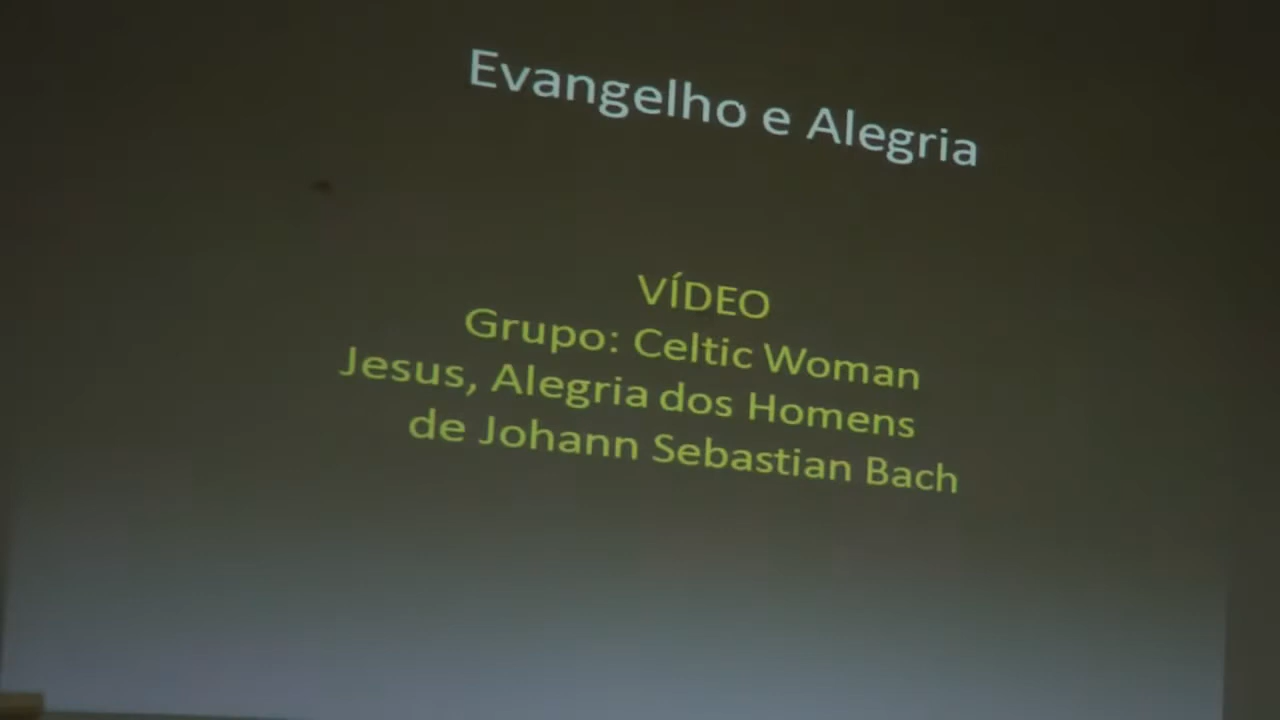 Evangelho e Alegria
VÍDEO
Grupo: Celtic Woman
Jesus, Alegria dos Homens
de Johann Sebastian Bach